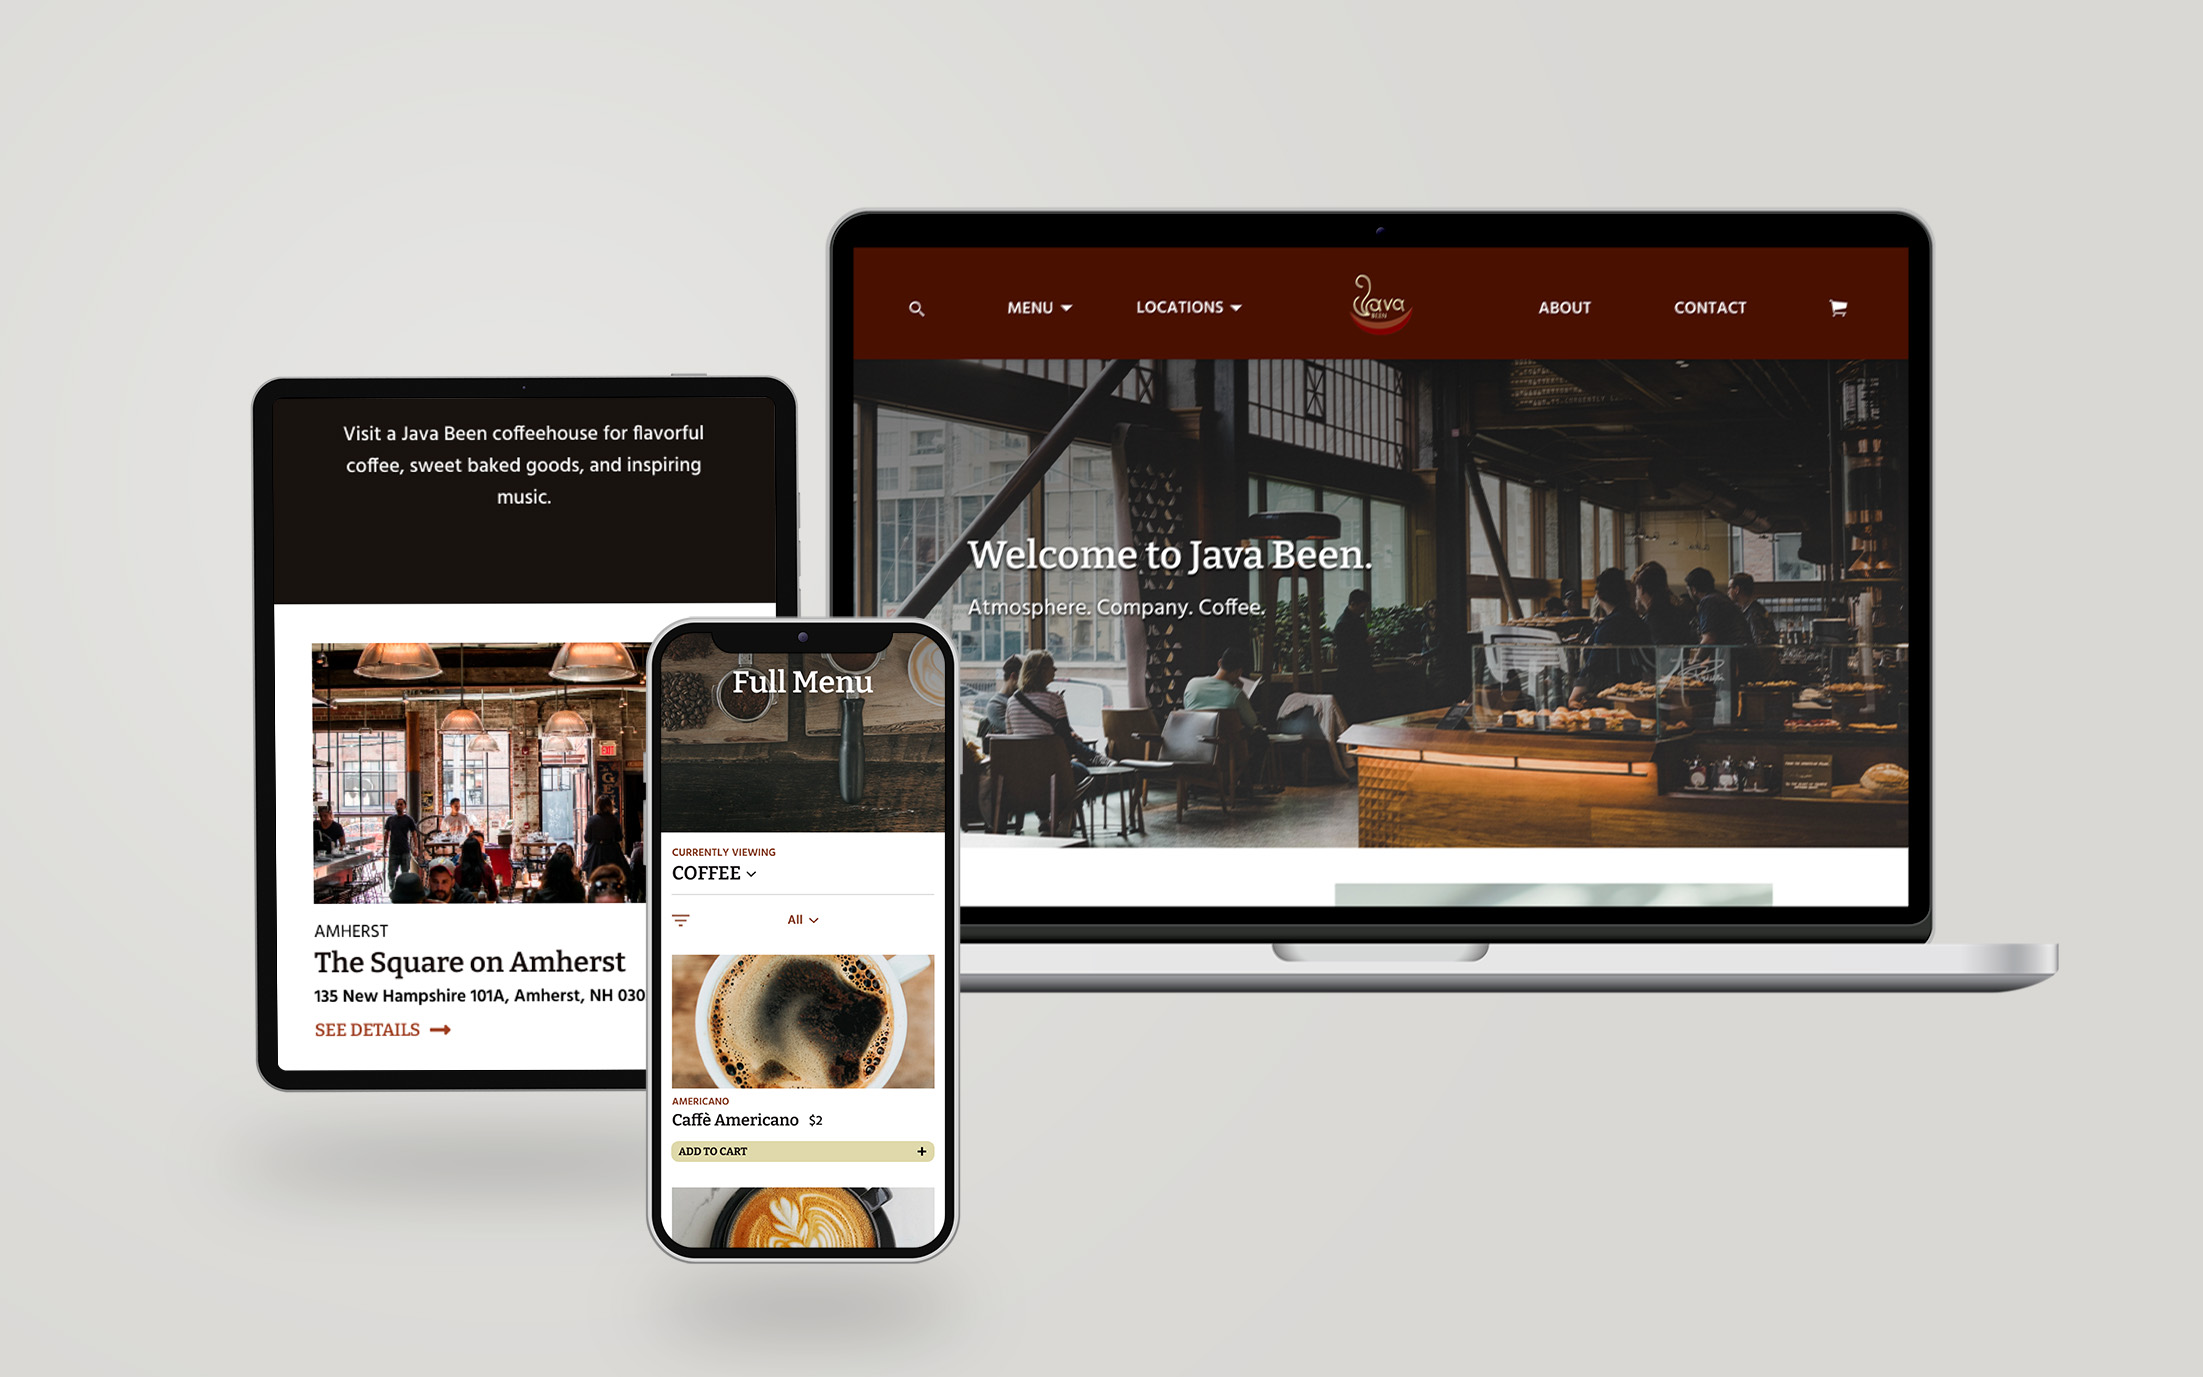 MENU
LOCATIONS
Java
BEEN
ABOUT
CONTACT
Welcome to Java Been.
Atmosphere. Company. Coffee.
Visit a Java Been coffeehouse for flavorful
coffee, sweet baked goods, and inspiring
music.
EXIT
AMHERST
The Square on Amherst
135 New Hampshire 101A, Amherst, NH 030
SEE DETAILS
Full Menu
CURRENTLY VIEWING
COFFEE
All
AMERICANO
Caffè Americano $2
ADD TO CART +